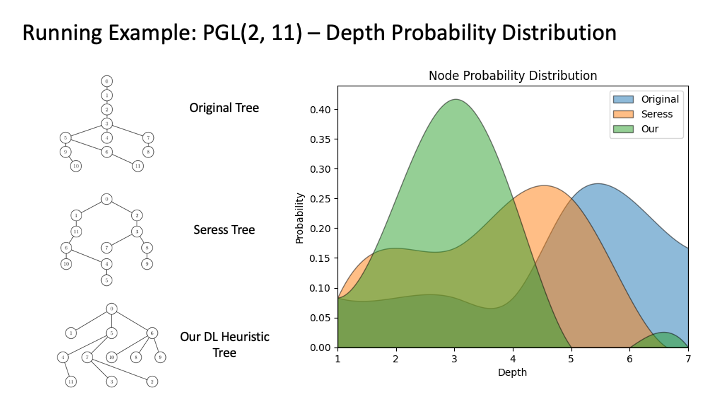 Running Example: PGL(2, 11) – Depth Probability Distribution
Original Tree
Seress Tree
Our DL Heuristic
Tree
Node Probability Distribution
Original
Seress
Our
Probability
0.40
0.35
0.30
0.25
0.20
0.15
0.10
0.05
0.00
1 2 3 4 5 6 7
Depth